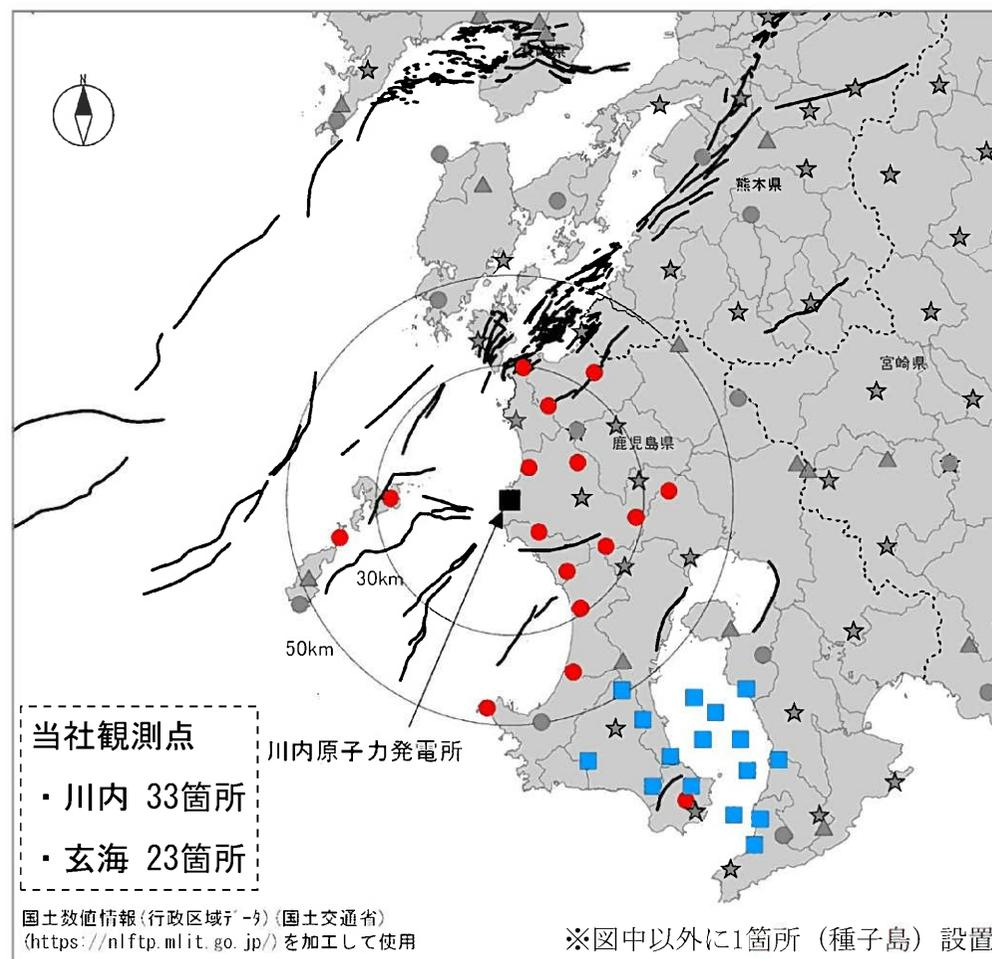 N
熊本県
宮崎県
鹿児島県
30km
50km
川内原子力発電所
当社観測点
・川内 33箇所
・玄海 23箇所
国土数値情報(行政区域データ)(国土交通省)
(https://nlftp.mlit.go.jp/)を加工して使用
※図中以外に1箇所（種子島）設置